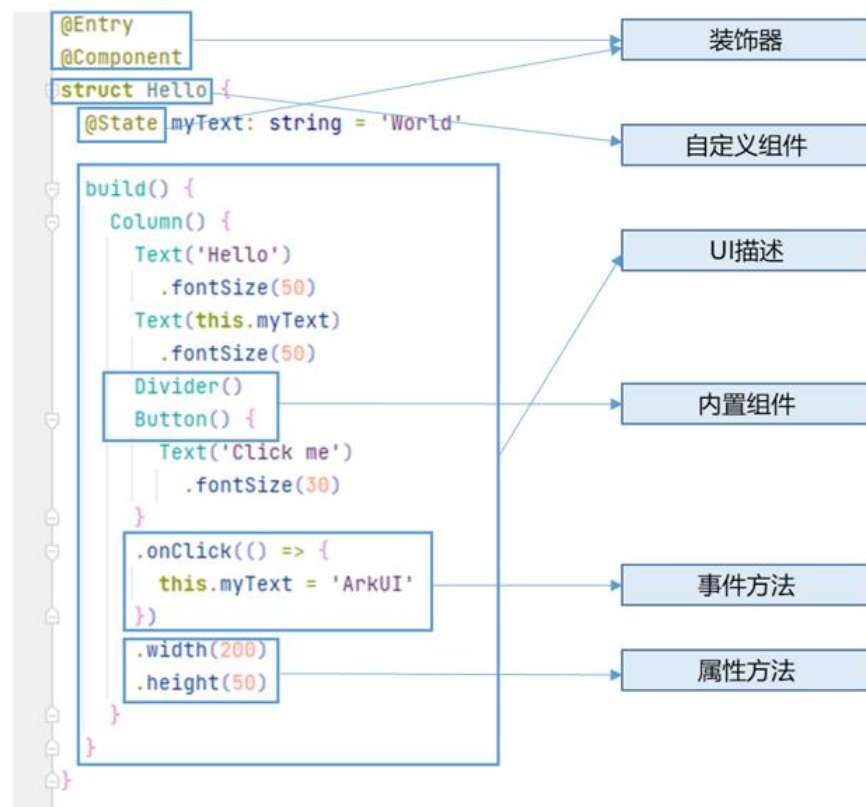 @Entry
@Component
struct Hello {
@State myText: string = 'World'
build() {
Column() {
Text('Hello')
.fontSize(50)
Text(this.myText)
.fontSize(50)
Divider()
Button() {
Text('Click me')
.fontSize(30)
}
.onClick(() => {
this.myText = 'ArkUI'
})
.width(200)
.height(50)
}
}
}
装饰器
自定义组件
UI描述
内置组件
事件方法
属性方法